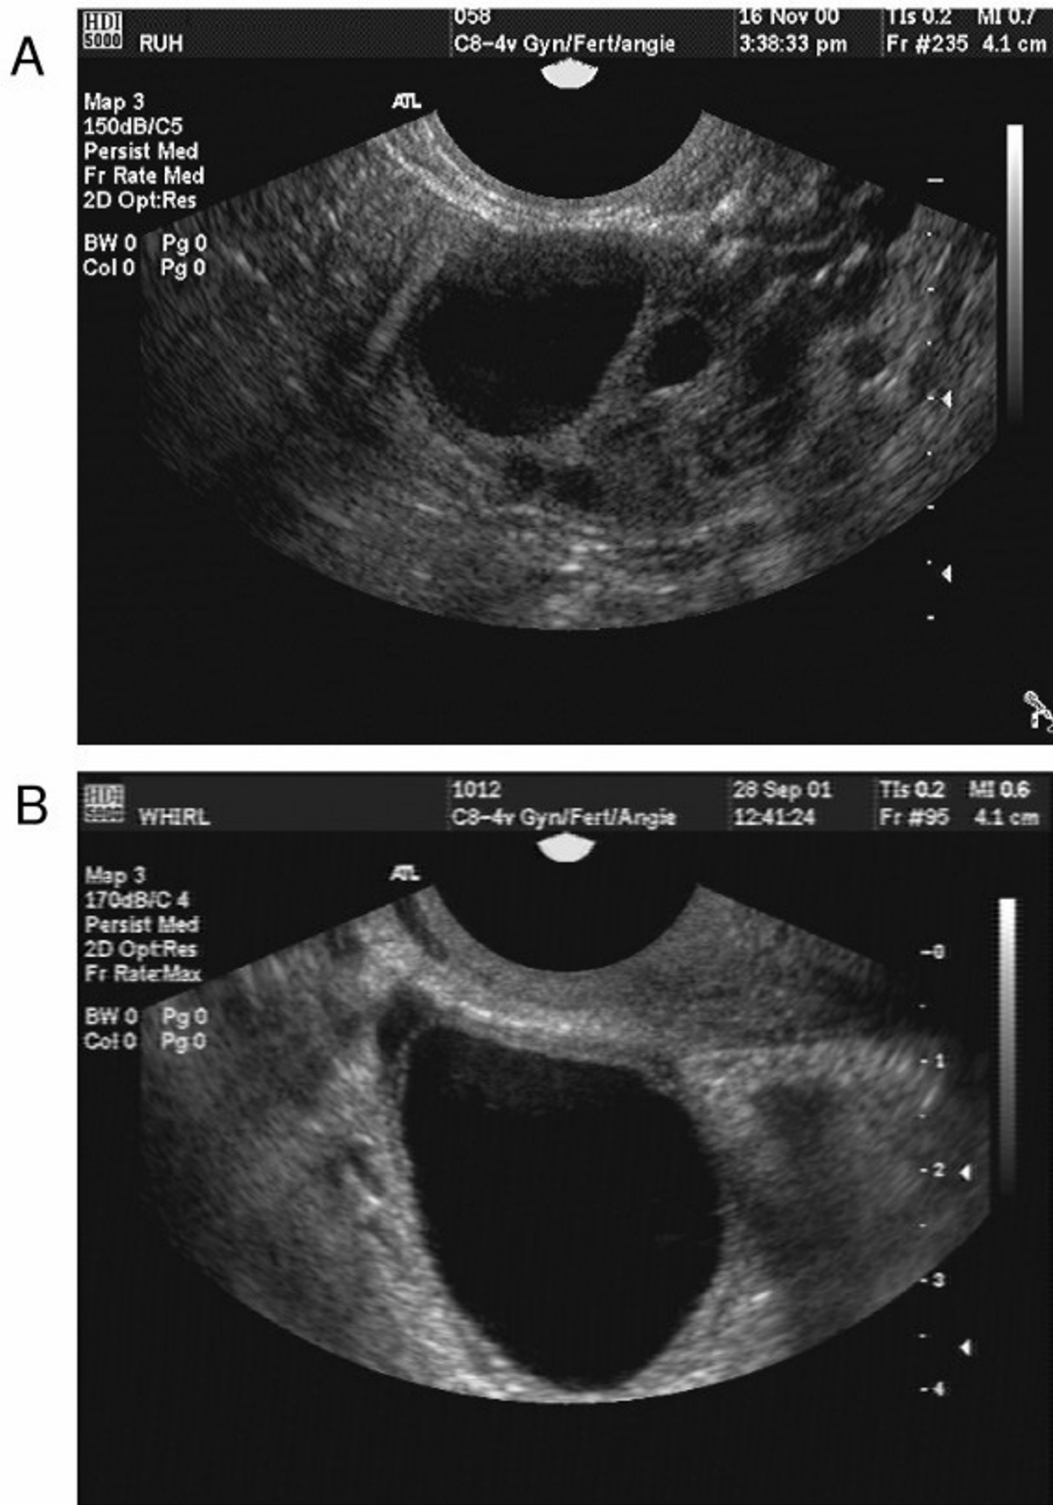 A
HDI 5000
RUH
058
C8-4v Gyn/Fert/angie
16 Nov 00
3:38:33 pm
TIs 0.2 MI 0.7
Fr #235 4.1 cm
ATL
Map 3
150dB/C5
Persist Med
Fr Rate Med
2D Opt:Res
BW 0 Pg 0
Col 0 Pg 0
B
HDI 5000
WHIRL
1012
C8-4v Gyn/Fert/Angie
28 Sep 01
12:41:24
TIs 0.2 MI 0.6
Fr #95 4.1 cm
ATL
Map 3
170dB/C 4
Persist Med
2D Opt:Res
Fr Rate:Max
BW 0 Pg 0
Col 0 Pg 0
0
1
2
3
4